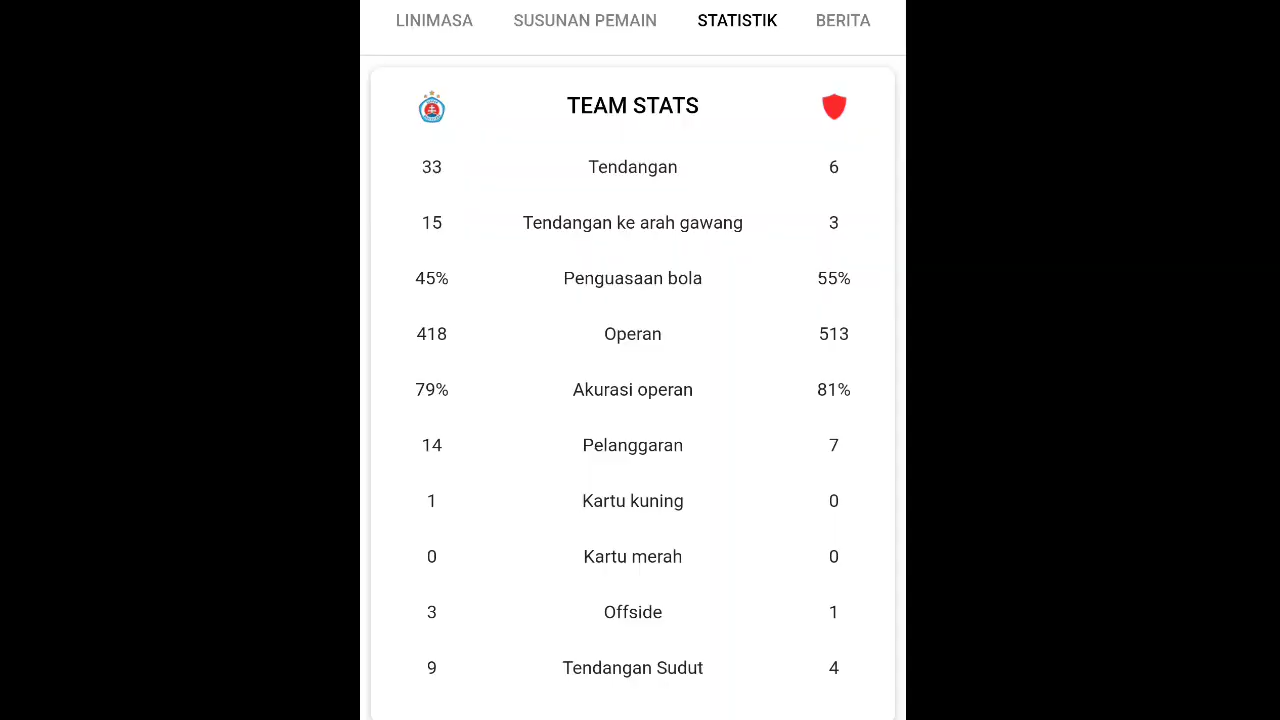 LINIMASA SUSUNAN PEMAIN STATISTIK BERITA
TEAM STATS
33 Tendangan 6
15 Tendangan ke arah gawang 3
45% Penguasaan bola 55%
418 Operan 513
79% Akurasi operan 81%
14 Pelanggaran 7
1 Kartu kuning 0
0 Kartu merah 0
3 Offside 1
9 Tendangan Sudut 4